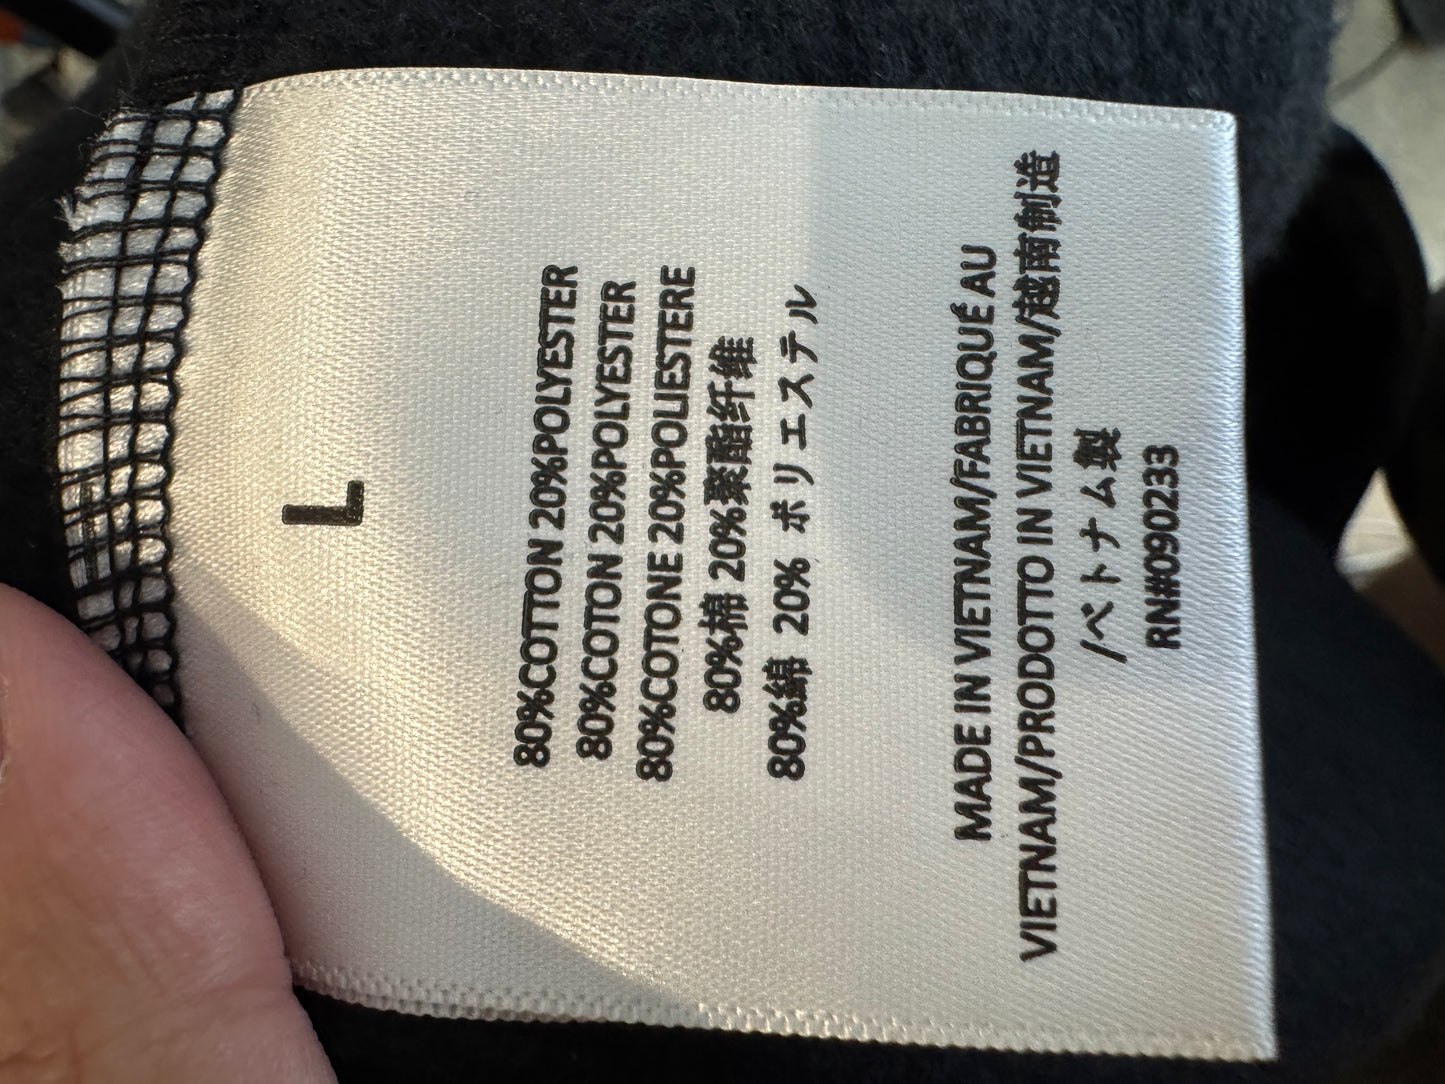 L
80%COTTON 20%POLYESTER
80%COTON 20%POLYESTER
80%COTONE 20%POLIESTERE
80%棉 20%聚酯纤维
80%綿 20% ポリエステル
MADE IN VIETNAM/FABRIQUÉ AU
VIETNAM/PRODOTTO IN VIETNAM/越南制造
/ベトナム製
RN#090233